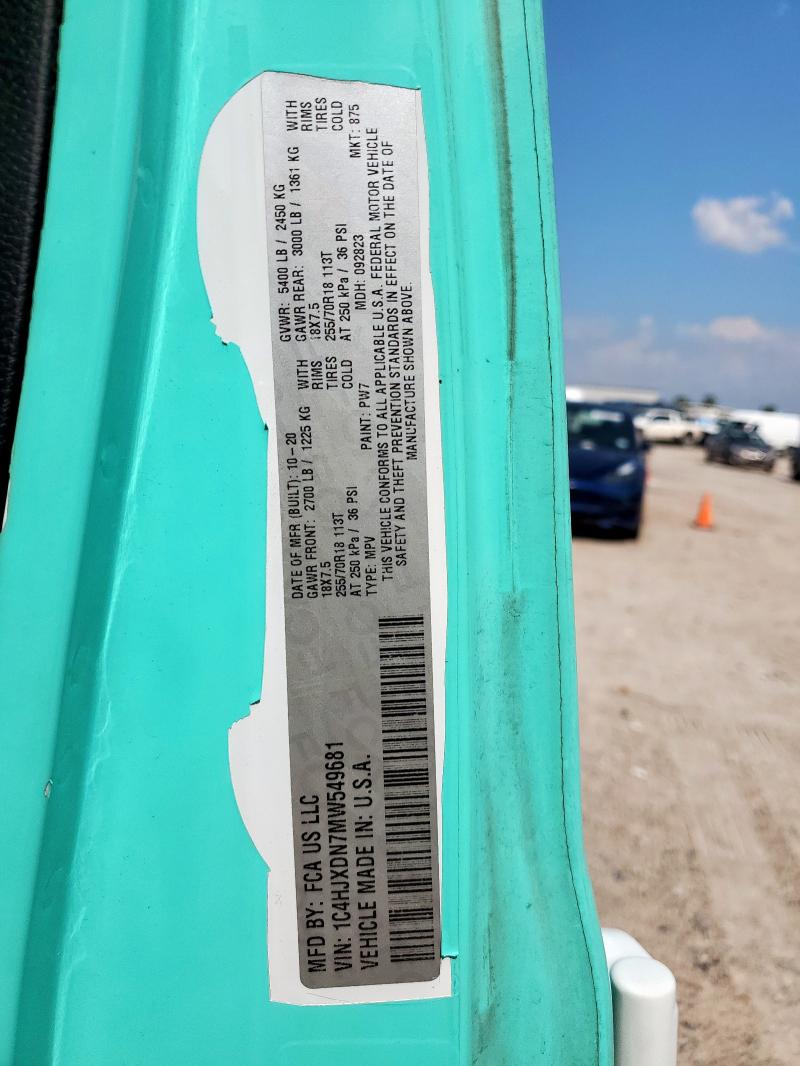 MFD BY: FCA US LLC
VIN: 1C4HJXDN7MW549681
VEHICLE MADE IN: U.S.A.
DATE OF MFR (BUILT): 10-20 GVWR: 5400 LB / 2450 KG
GAWR FRONT: 2700 LB / 1225 KG WITH GAWR REAR: 3000 LB / 1361 KG WITH
18X7.5 RIMS 18X7.5 RIMS
255/70R18 113T TIRES 255/70R18 113T TIRES
AT 250 kPa / 36 PSI COLD AT 250 kPa / 36 PSI COLD
TYPE: MPV PAINT: PW7 MDH: 092823 MKT: 875
THIS VEHICLE CONFORMS TO ALL APPLICABLE U.S.A. FEDERAL MOTOR VEHICLE
SAFETY AND THEFT PREVENTION STANDARDS IN EFFECT ON THE DATE OF
MANUFACTURE SHOWN ABOVE.